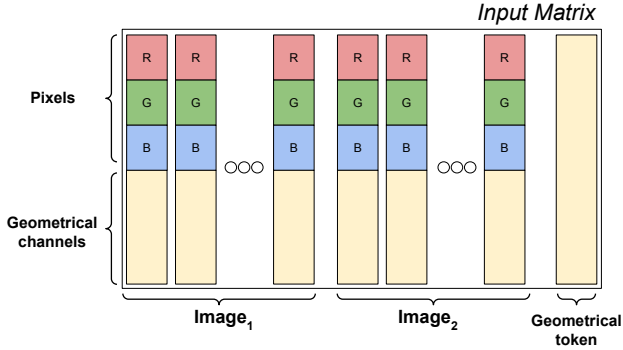 Input Matrix
R R R R R R
Pixels
G G G G G G
B B B B B B
Geometrical
channels
Image₁
Image₂
Geometrical
token